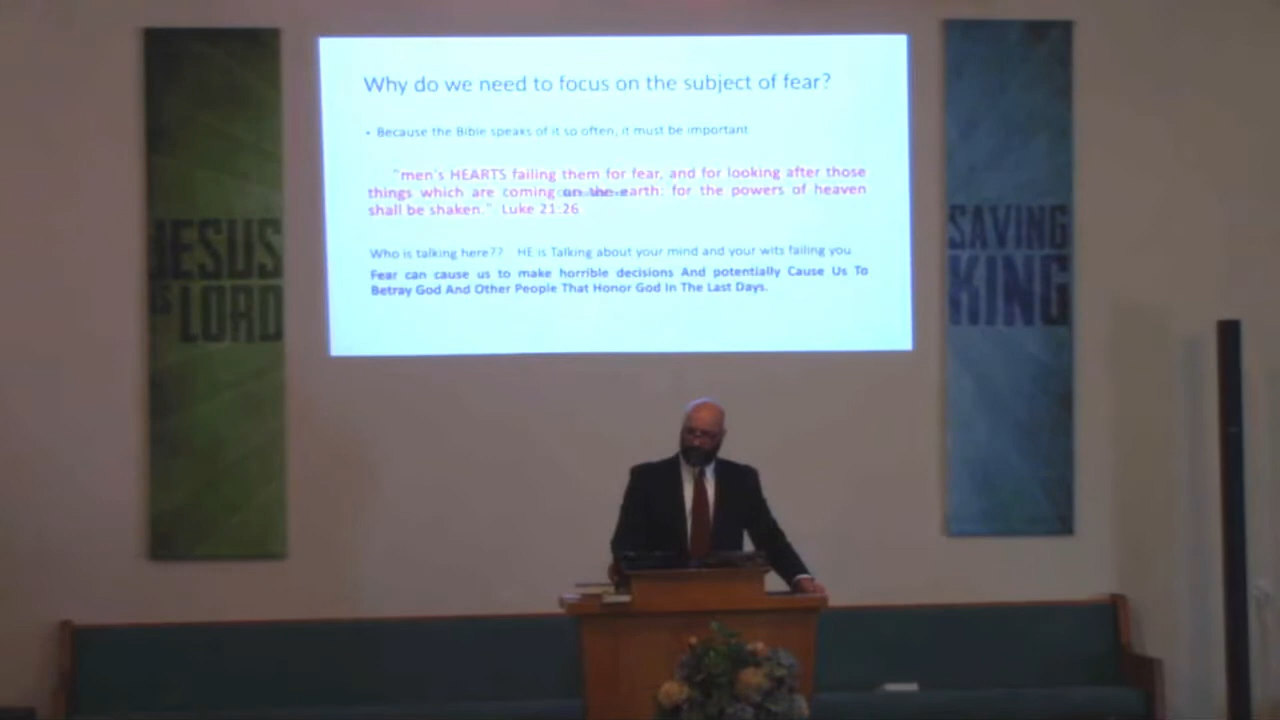 Why do we need to focus on the subject of fear?
• Because the Bible speaks of it so often, it must be important
"men's HEARTS failing them for fear, and for looking after those
things which are coming on the earth: for the powers of heaven
shall be shaken." Luke 21:26
Who is talking here?? HE is Talking about your mind and your wits failing you
Fear can cause us to make horrible decisions And potentially Cause Us To
Betray God And Other People That Honor God In The Last Days.
JESUS
IS LORD
SAVING
KING